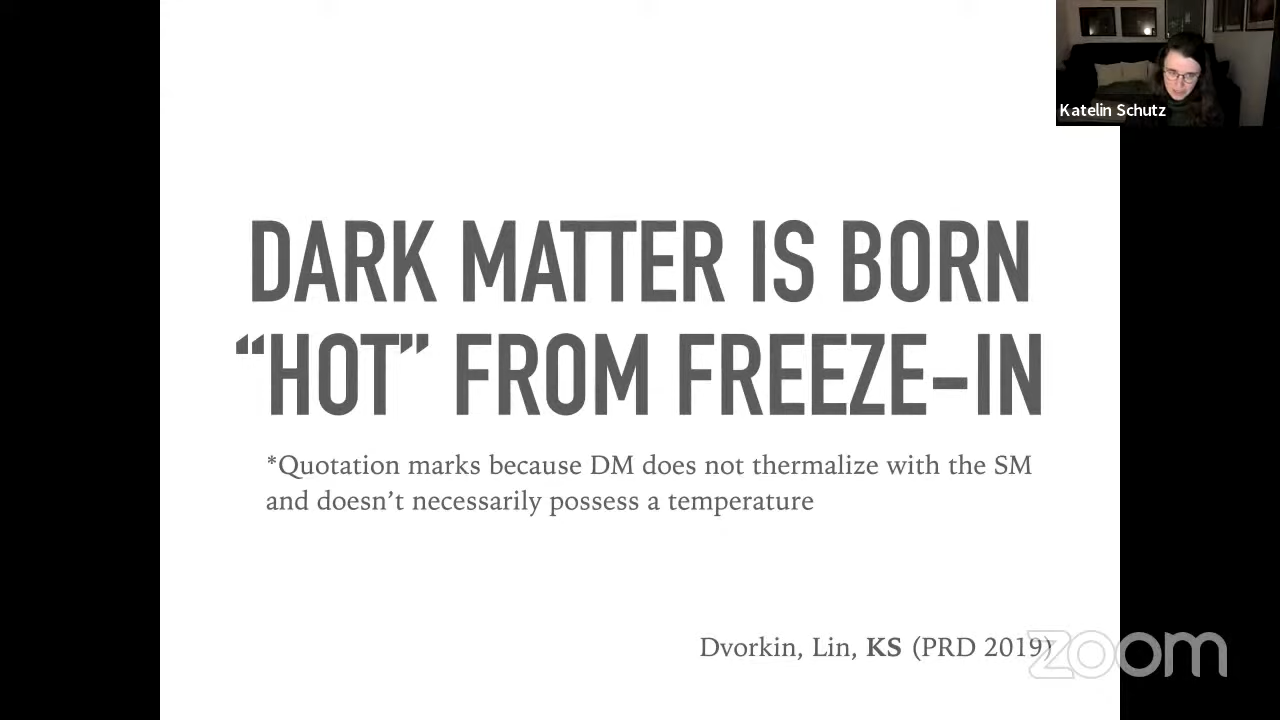 Katelin Schutz
DARK MATTER IS BORN
“HOT” FROM FREEZE-IN
*Quotation marks because DM does not thermalize with the SM
and doesn’t necessarily possess a temperature
Dvorkin, Lin, KS (PRD 2019)
zoom